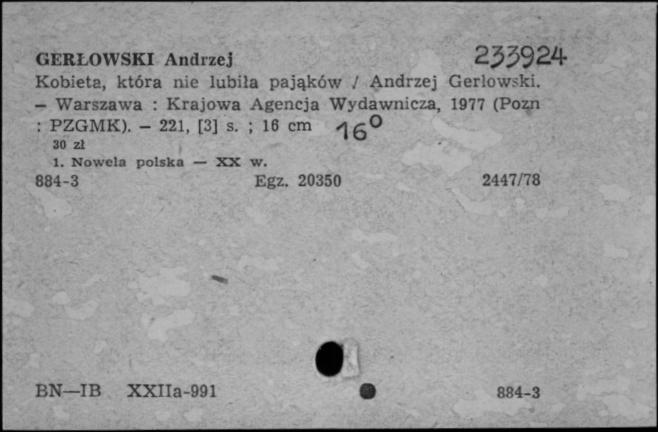 GERŁOWSKI Andrzej 233924
Kobieta, która nie lubiła pająków / Andrzej Gerłowski.
— Warszawa : Krajowa Agencja Wydawnicza, 1977 (Pozn
: PZGMK). — 221, [3] s. ; 16 cm 16°
30 zł
1. Nowela polska — XX w.
884-3 Egz. 20350 2447/78
BN—IB XXIIa-991 884-3